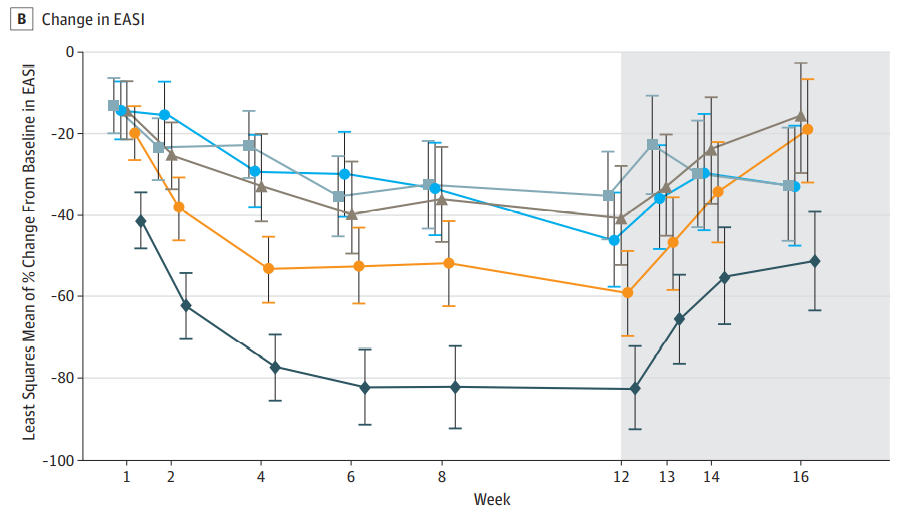 B Change in EASI
Least Squares Mean of % Change From Baseline in EASI
0
-20
-40
-60
-80
-100
1 2 4 6 8 12 13 14 16
Week